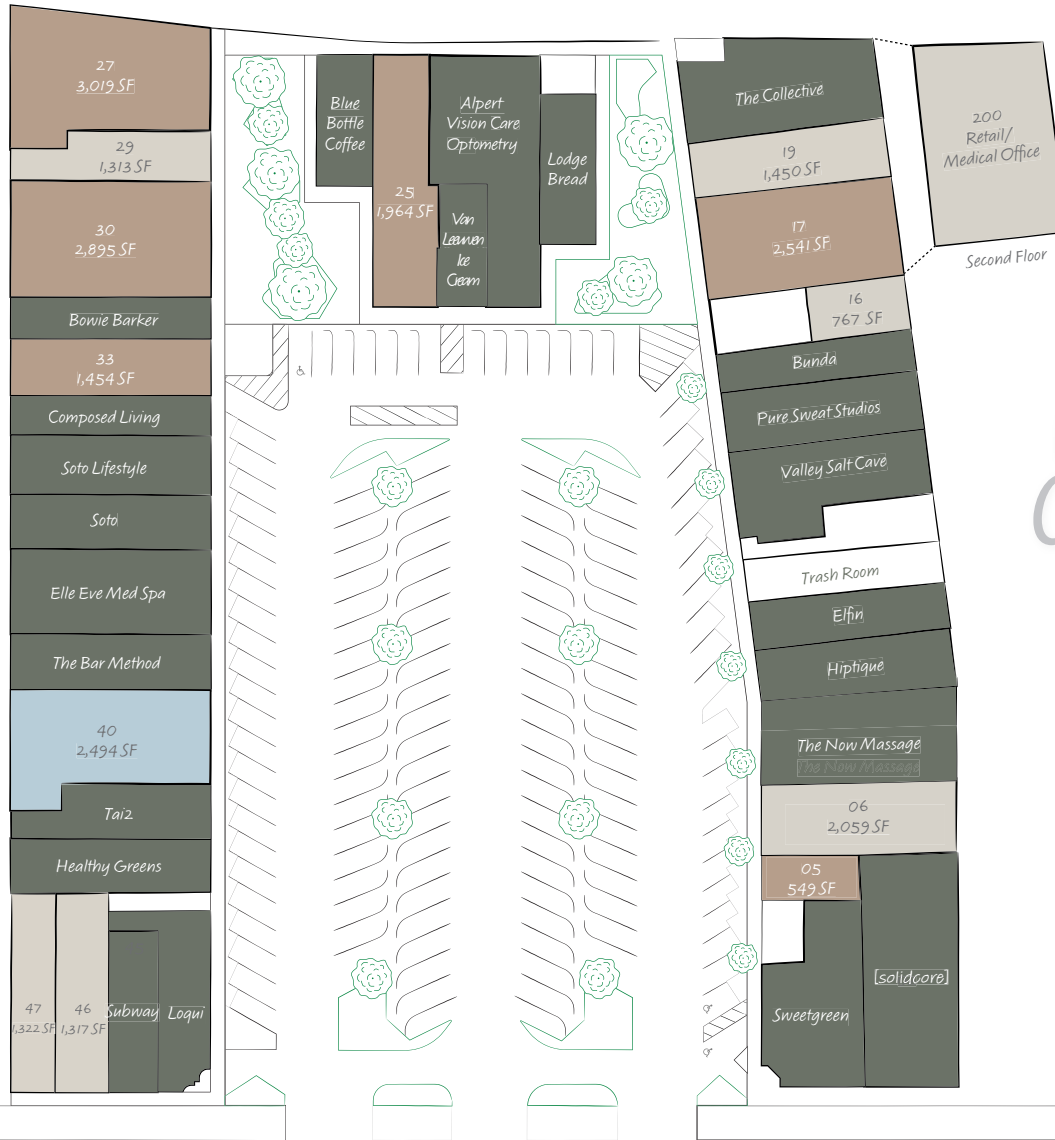 27
3,019 SF
29
1,313 SF
30
2,895 SF
Bowie Barker
33
1,454 SF
Composed Living
Soto Lifestyle
Soto
Elle Eve Med Spa
The Bar Method
40
2,494 SF
Tai2
Healthy Greens
47
1,322 SF
46
1,317 SF
Subway
Loqui
Blue
Bottle
Coffee
25
1,964 SF
Alpert
Vision Care
Optometry
Van
Leeuwen
Ice
Cream
Lodge
Bread
The Collective
19
1,450 SF
17
2,541 SF
16
767 SF
Bunda
Pure Sweat Studios
Valley Salt Cave
Trash Room
Elfin
Hiptique
The Now Massage
The Now Massage
06
2,059 SF
05
549 SF
[solidcore]
Sweetgreen
200
Retail/
Medical Office
Second Floor